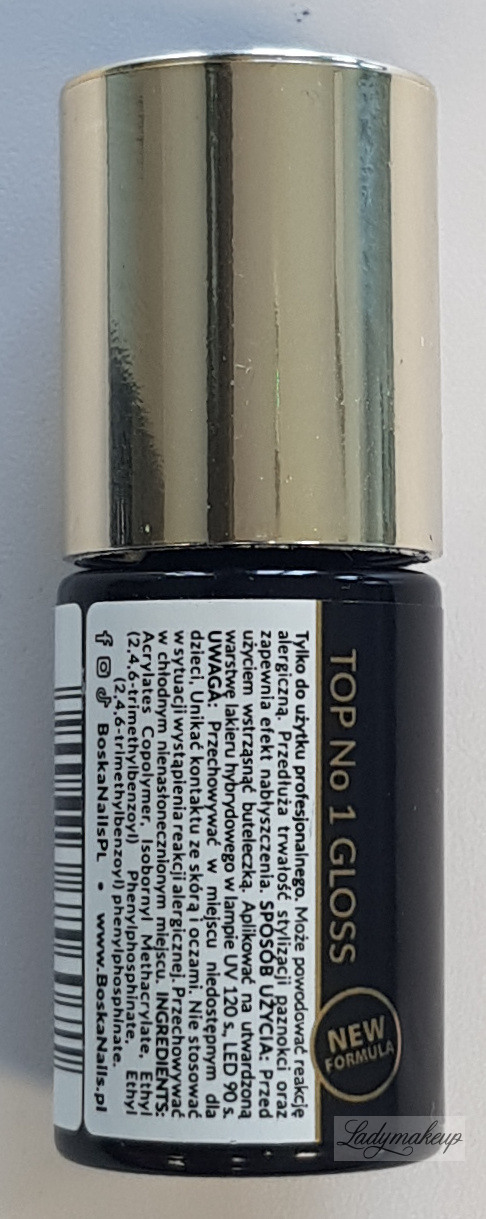 TOP No 1 GLOSS
NEW
FORMULA
Tylko do użytku profesjonalnego. Może powodować reakcję
alergiczną. Przedłuża trwałość stylizacji paznokci oraz
zapewnia efekt nabłyszczenia. SPOSÓB UŻYCIA: Przed
użyciem wstrząsnąć buteleczką. Aplikować na utwardzoną
warstwę lakieru hybrydowego w lampie UV 120 s., LED 90 s.
UWAGA: Przechowywać w miejscu niedostępnym dla
dzieci. Unikać kontaktu ze skórą i oczami. Nie stosować
w sytuacji wystąpienia reakcji alergicznej. Przechowywać
w chłodnym nienasłonecznionym miejscu. INGREDIENTS:
Acrylates Copolymer, Isobornyl Methacrylate, Ethyl
(2,4,6-trimethylbenzoyl) Phenylphosphinate, Ethyl
(2,4,6-trimethylbenzoyl) phenylphosphinate.
BoskaNailsPL • www.BoskaNails.pl
Ladymakeup